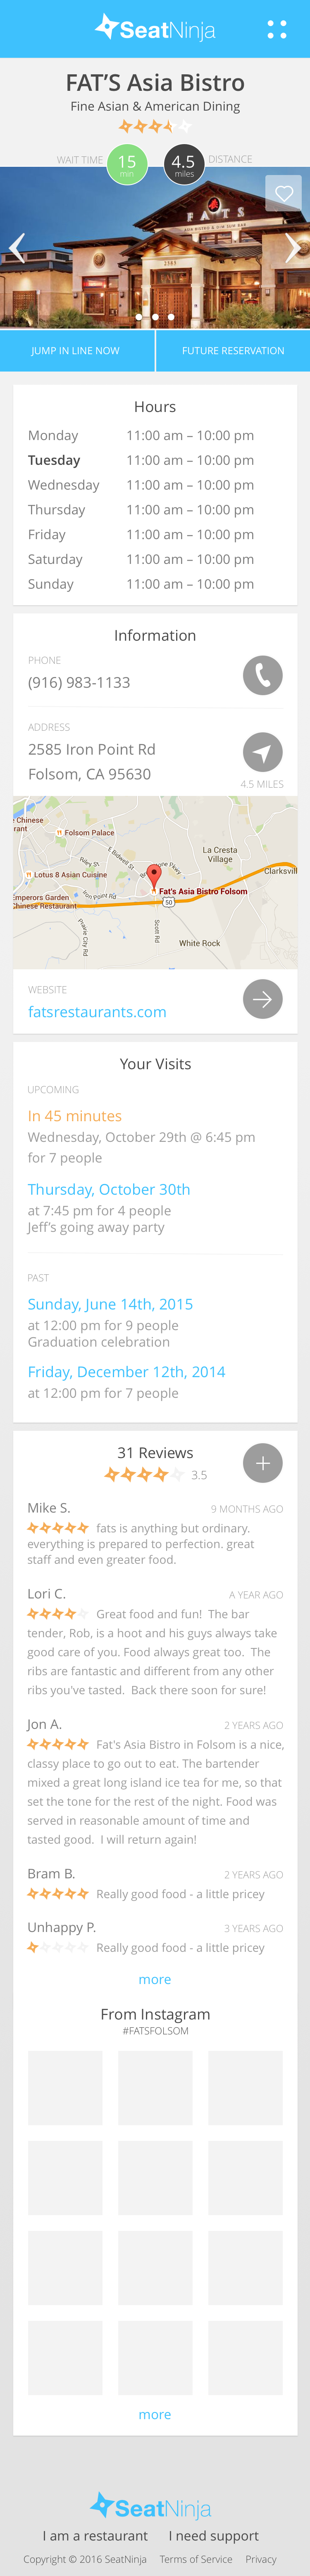 SeatNinja
FAT'S Asia Bistro
Fine Asian & American Dining
WAIT TIME 15 min 4.5 miles DISTANCE
FATS
ASIA BISTRO
2585
JUMP IN LINE NOW FUTURE RESERVATION
Hours
Monday 11:00 am – 10:00 pm
Tuesday 11:00 am – 10:00 pm
Wednesday 11:00 am – 10:00 pm
Thursday 11:00 am – 10:00 pm
Friday 11:00 am – 10:00 pm
Saturday 11:00 am – 10:00 pm
Sunday 11:00 am – 10:00 pm
Information
PHONE
(916) 983-1133
ADDRESS
2585 Iron Point Rd
Folsom, CA 95630
4.5 MILES
Chinese
rant
Folsom Palace
La Cresta
Village
Clarksvill
Lotus 8 Asian Cuisine
Fat's Asia Bistro Folsom
Emperors Garden
Chinese Restaurant
Iron Point Rd
50
Prairie City Rd
Scott Rd
White Rock
WEBSITE
fatsrestaurants.com
Your Visits
UPCOMING
In 45 minutes
Wednesday, October 29th @ 6:45 pm
for 7 people
Thursday, October 30th
at 7:45 pm for 4 people
Jeff's going away party
PAST
Sunday, June 14th, 2015
at 12:00 pm for 9 people
Graduation celebration
Friday, December 12th, 2014
at 12:00 pm for 7 people
31 Reviews
3.5
Mike S. 9 MONTHS AGO
fats is anything but ordinary.
everything is prepared to perfection. great
staff and even greater food.
Lori C. A YEAR AGO
Great food and fun! The bar
tender, Rob, is a hoot and his guys always take
good care of you. Food always great too. The
ribs are fantastic and different from any other
ribs you've tasted. Back there soon for sure!
Jon A. 2 YEARS AGO
Fat's Asia Bistro in Folsom is a nice,
classy place to go out to eat. The bartender
mixed a great long island ice tea for me, so that
set the tone for the rest of the night. Food was
served in reasonable amount of time and
tasted good. I will return again!
Bram B. 2 YEARS AGO
Really good food - a little pricey
Unhappy P. 3 YEARS AGO
Really good food - a little pricey
more
From Instagram
#FATSFOLSOM
more
SeatNinja
I am a restaurant I need support
Copyright © 2016 SeatNinja Terms of Service Privacy